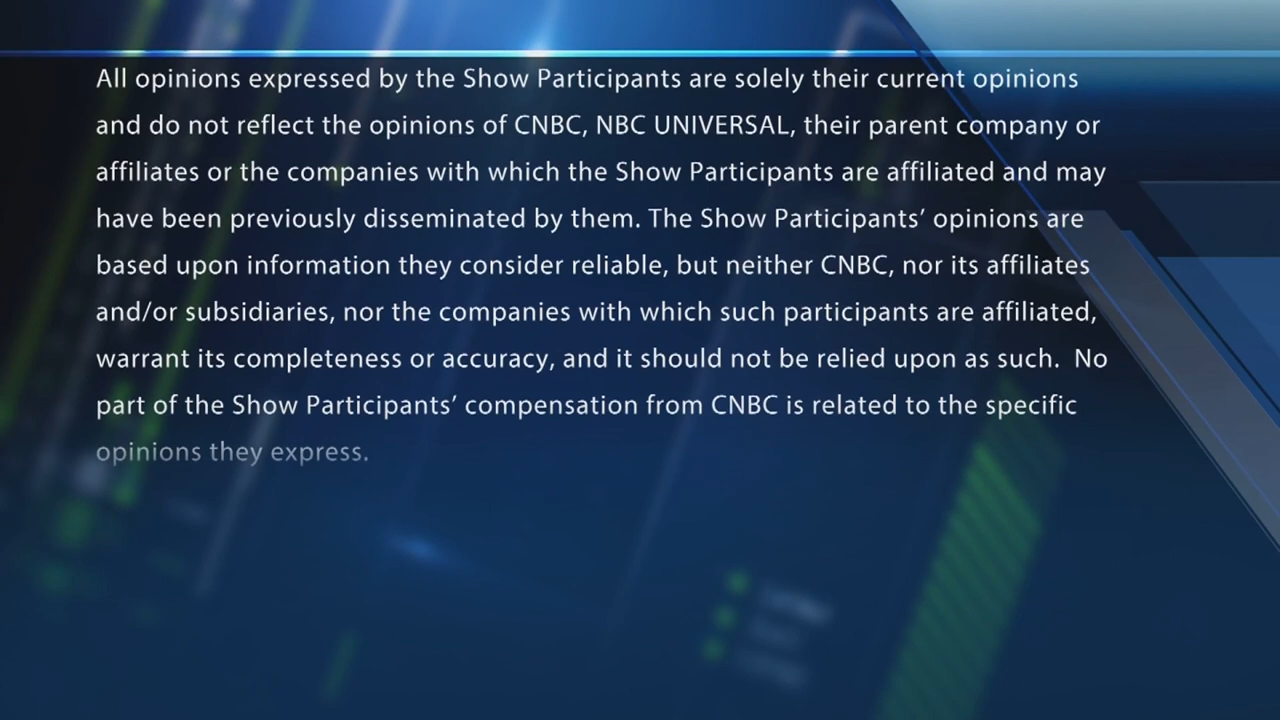 All opinions expressed by the Show Participants are solely their current opinions
and do not reflect the opinions of CNBC, NBC UNIVERSAL, their parent company or
affiliates or the companies with which the Show Participants are affiliated and may
have been previously disseminated by them. The Show Participants’ opinions are
based upon information they consider reliable, but neither CNBC, nor its affiliates
and/or subsidiaries, nor the companies with which such participants are affiliated,
warrant its completeness or accuracy, and it should not be relied upon as such.  No
part of the Show Participants’ compensation from CNBC is related to the specific
opinions they express.